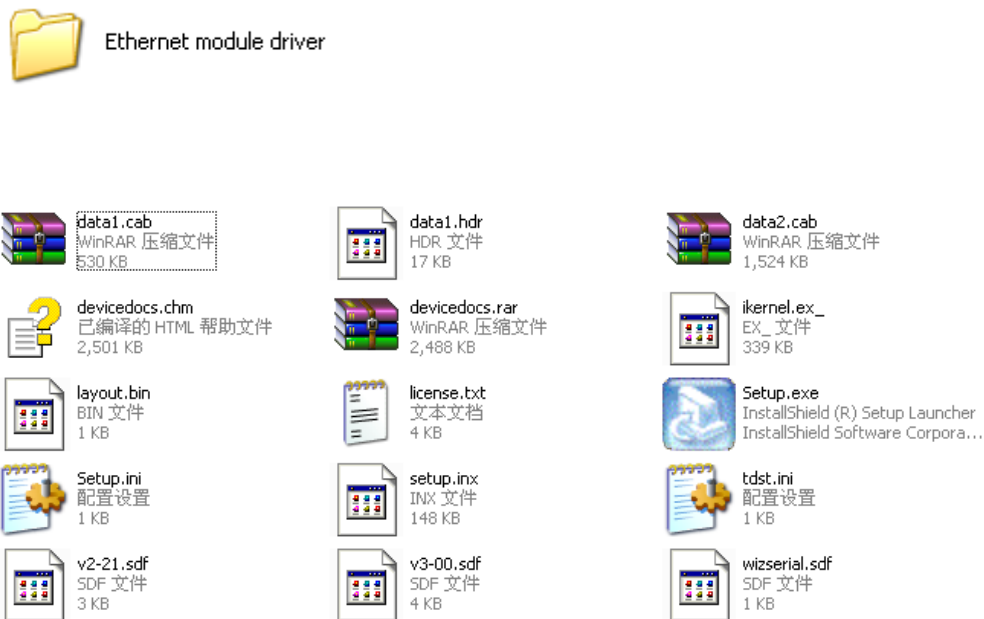 Ethernet module driver
data1.cab
WinRAR 压缩文件
530 KB
data1.hdr
HDR 文件
17 KB
data2.cab
WinRAR 压缩文件
1,524 KB
devicedocs.chm
已编译的 HTML 帮助文件
2,501 KB
devicedocs.rar
WinRAR 压缩文件
2,488 KB
ikernel.ex_
EX_ 文件
339 KB
layout.bin
BIN 文件
1 KB
license.txt
文本文档
4 KB
Setup.exe
InstallShield (R) Setup Launcher
InstallShield Software Corpora...
Setup.ini
配置设置
1 KB
setup.inx
INX 文件
148 KB
tdst.ini
配置设置
1 KB
v2-21.sdf
SDF 文件
3 KB
v3-00.sdf
SDF 文件
4 KB
wizserial.sdf
SDF 文件
1 KB